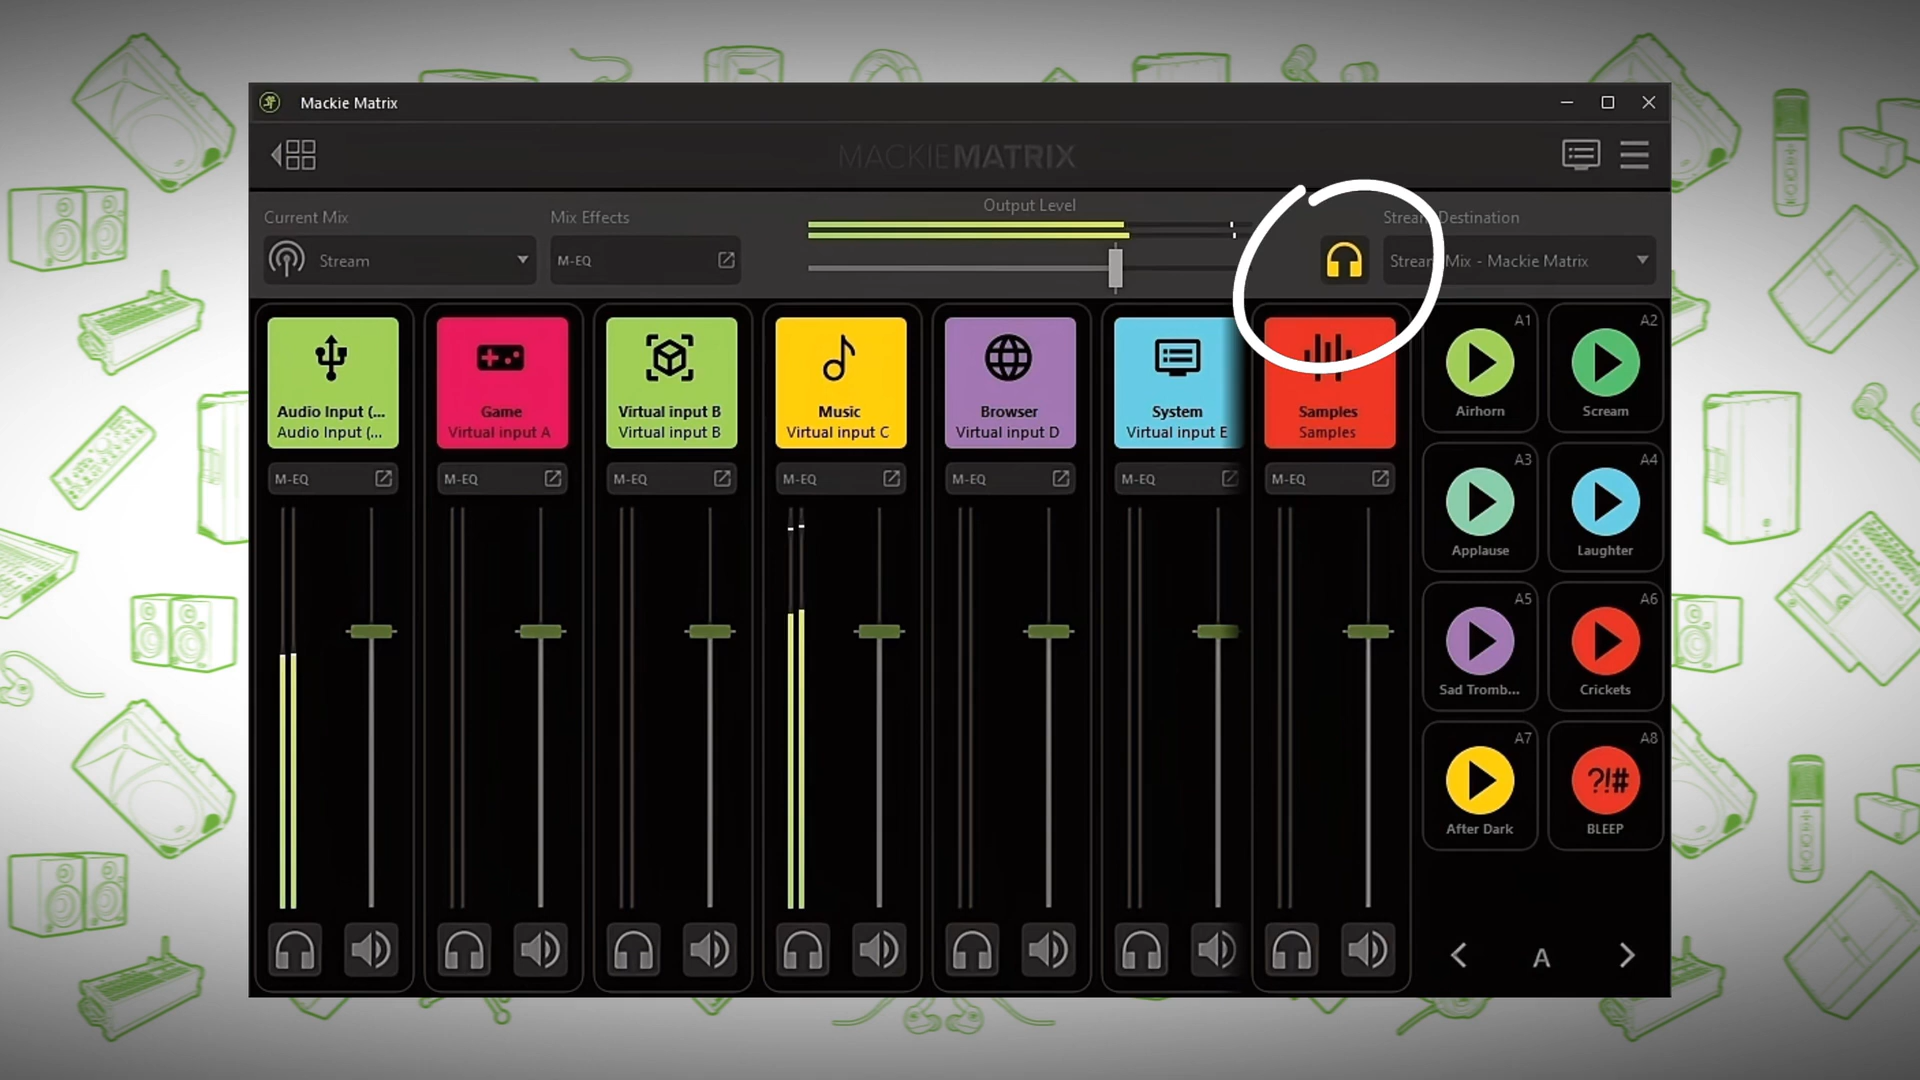 Mackie Matrix
MACKIEMATRIX
Current Mix
Stream
Mix Effects
M-EQ
Output Level
Stream Destination
Stream Mix - Mackie Matrix
Audio Input (...
Audio Input (...
Game
Virtual input A
Virtual input B
Virtual input B
Music
Virtual input C
Browser
Virtual input D
System
Virtual input E
Samples
Samples
M-EQ
M-EQ
M-EQ
M-EQ
M-EQ
M-EQ
M-EQ
A1
Airhorn
A2
Scream
A3
Applause
A4
Laughter
A5
Sad Tromb...
A6
Crickets
A7
After Dark
A8
?!#
BLEEP
A